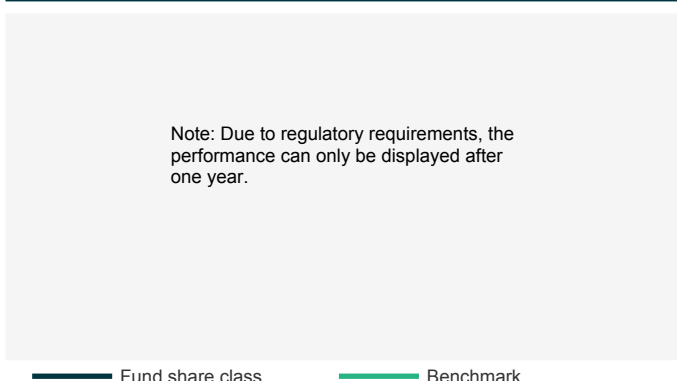 Note: Due to regulatory requirements, the
performance can only be displayed after
one year.
Fund share class Benchmark